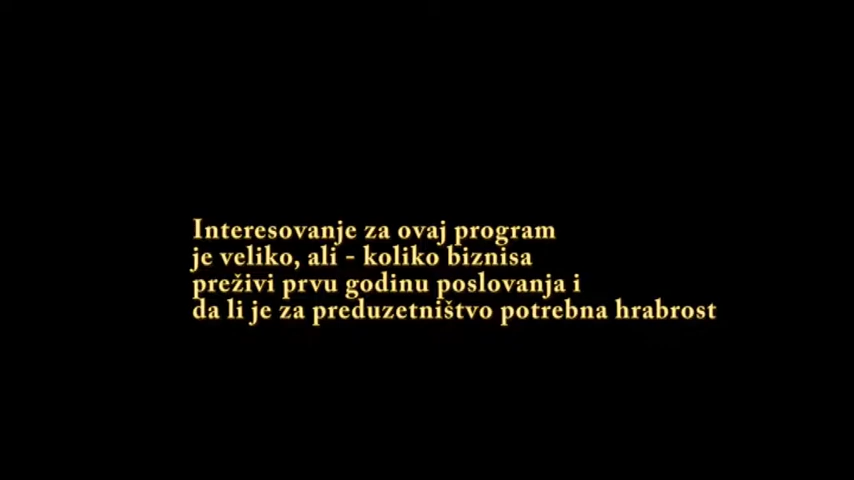 Interesovanje za ovaj program
je veliko, ali - koliko biznisa
preživi prvu godinu poslovanja i
da li je za preduzetništvo potrebna hrabrost